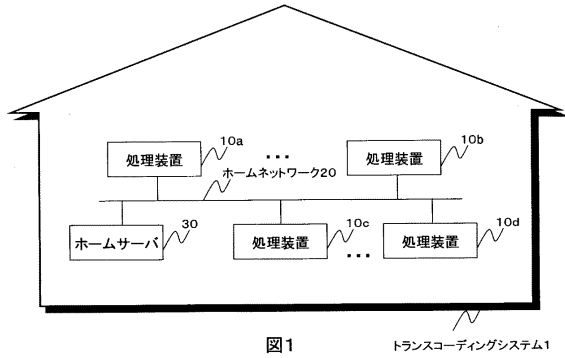 10a
処理装置
...
10b
処理装置
ホームネットワーク20
30
ホームサーバ
10c
処理装置
...
10d
処理装置
図1
トランスコーディングシステム1